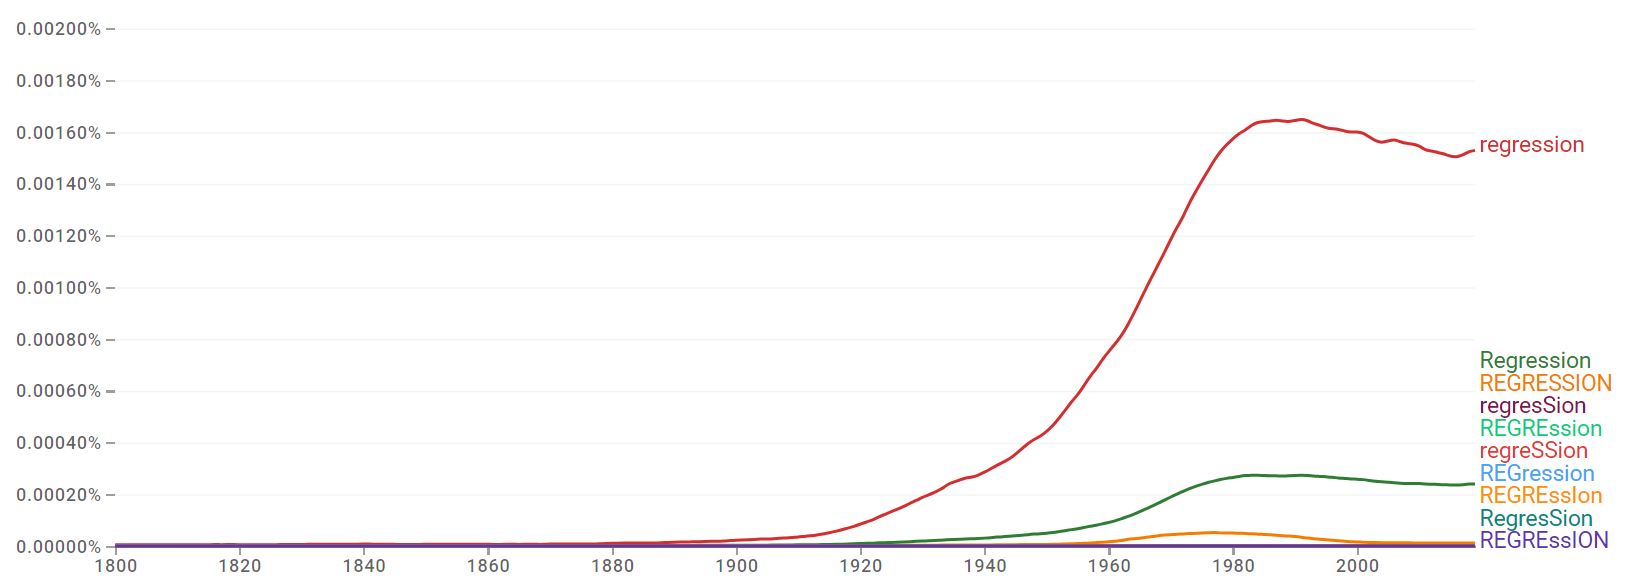 0.00200%
0.00180%
0.00160%
regression
0.00140%
0.00120%
0.00100%
0.00080%
Regression
REGRESSION
0.00060%
regresSion
REGREssion
0.00040%
regreSSion
REGression
0.00020%
REGREssIon
RegresSion
0.00000%
REGREssION
1800 1820 1840 1860 1880 1900 1920 1940 1960 1980 2000